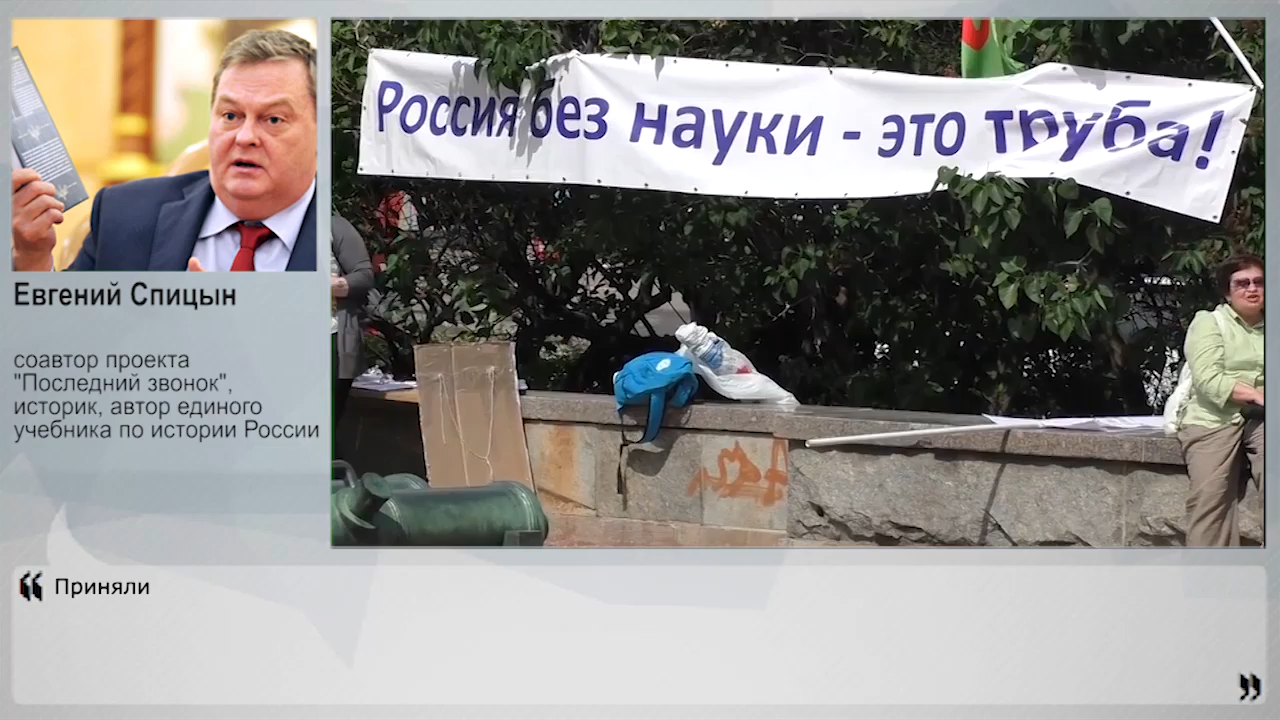 Россия без науки - это труба!
Евгений Спицын
соавтор проекта
"Последний звонок",
историк, автор единого
учебника по истории России
“ Приняли
”